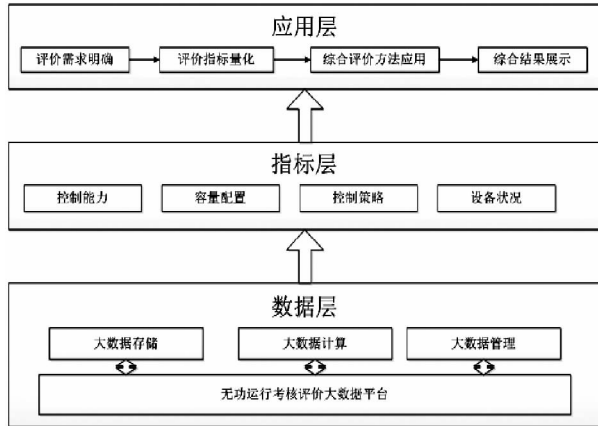 应用层
评价需求明确
评价指标量化
综合评价方法应用
综合结果展示
指标层
控制能力
容量配置
控制策略
设备状况
数据层
大数据存储
大数据计算
大数据管理
无功运行考核评价大数据平台